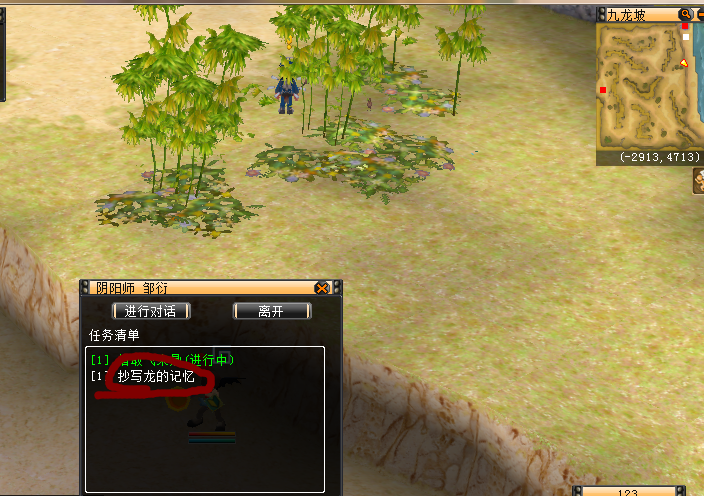 九龙坡
(-2913,4713)
阴阳师 邹衍
进行对话
离开
任务清单
[1] (进行中)
[1] 抄写龙的记忆
123